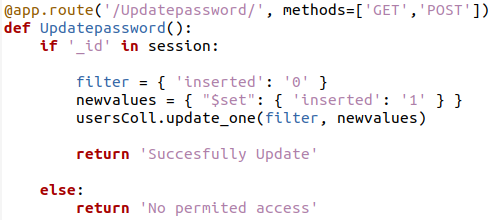 @app.route('/Updatepassword/', methods=['GET','POST'])
def Updatepassword():
    if '_id' in session:
        filter = { 'inserted': '0' }
        newvalues = { "$set": { 'inserted': '1' } }
        usersColl.update_one(filter, newvalues)
        return 'Succesfully Update'
    else:
        return 'No permited access'